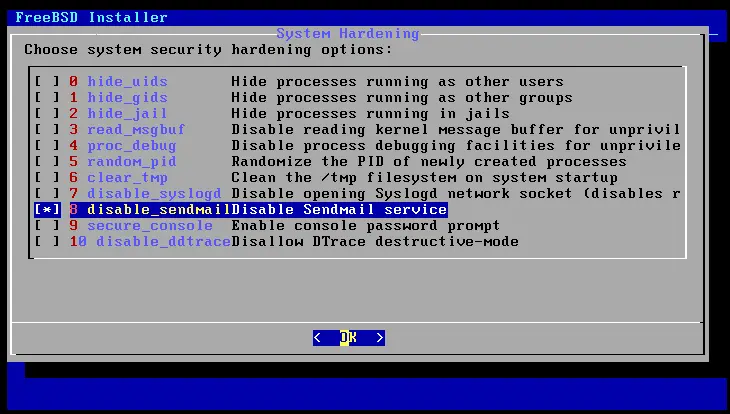 FreeBSD Installer
System Hardening
Choose system security hardening options:
[ ] 0 hide_uids Hide processes running as other users
[ ] 1 hide_gids Hide processes running as other groups
[ ] 2 hide_jail Hide processes running in jails
[ ] 3 read_msgbuf Disable reading kernel message buffer for unprivil
[ ] 4 proc_debug Disable process debugging facilities for unprivile
[ ] 5 random_pid Randomize the PID of newly created processes
[ ] 6 clear_tmp Clean the /tmp filesystem on system startup
[ ] 7 disable_syslogd Disable opening Syslogd network socket (disables r
[*] 8 disable_sendmailDisable Sendmail service
[ ] 9 secure_console Enable console password prompt
[ ] 10 disable_ddtraceDisallow DTrace destructive-mode
< OK >